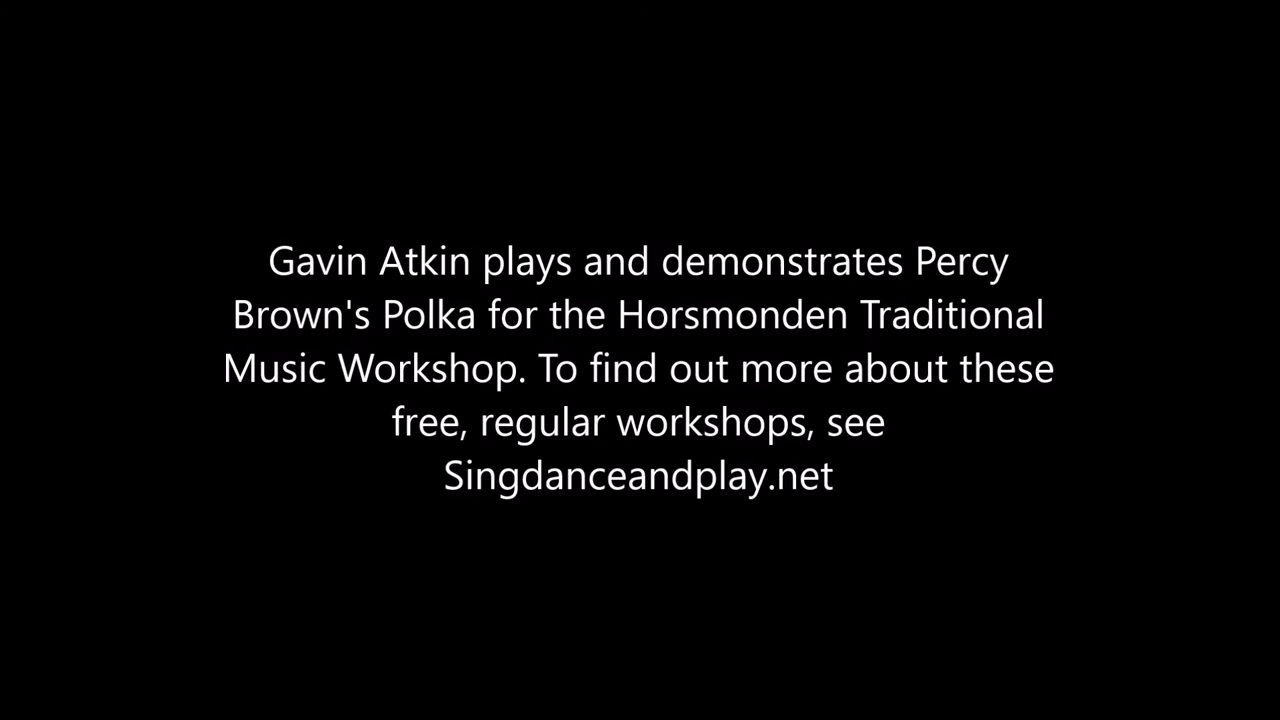 Gavin Atkin plays and demonstrates Percy
Brown's Polka for the Horsmonden Traditional
Music Workshop. To find out more about these
free, regular workshops, see
Singdanceandplay.net